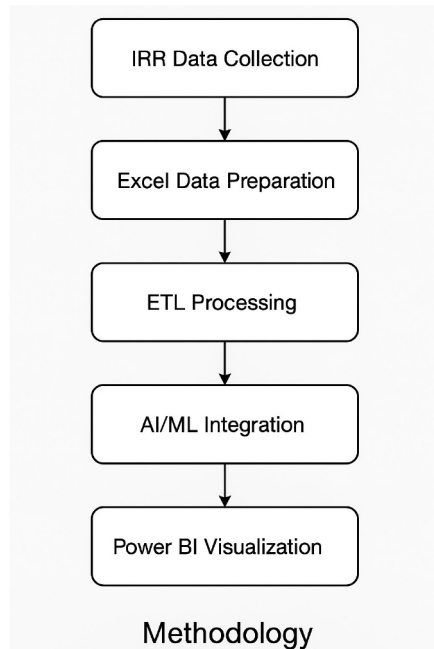 IRR Data Collection
Excel Data Preparation
ETL Processing
AI/ML Integration
Power BI Visualization
Methodology